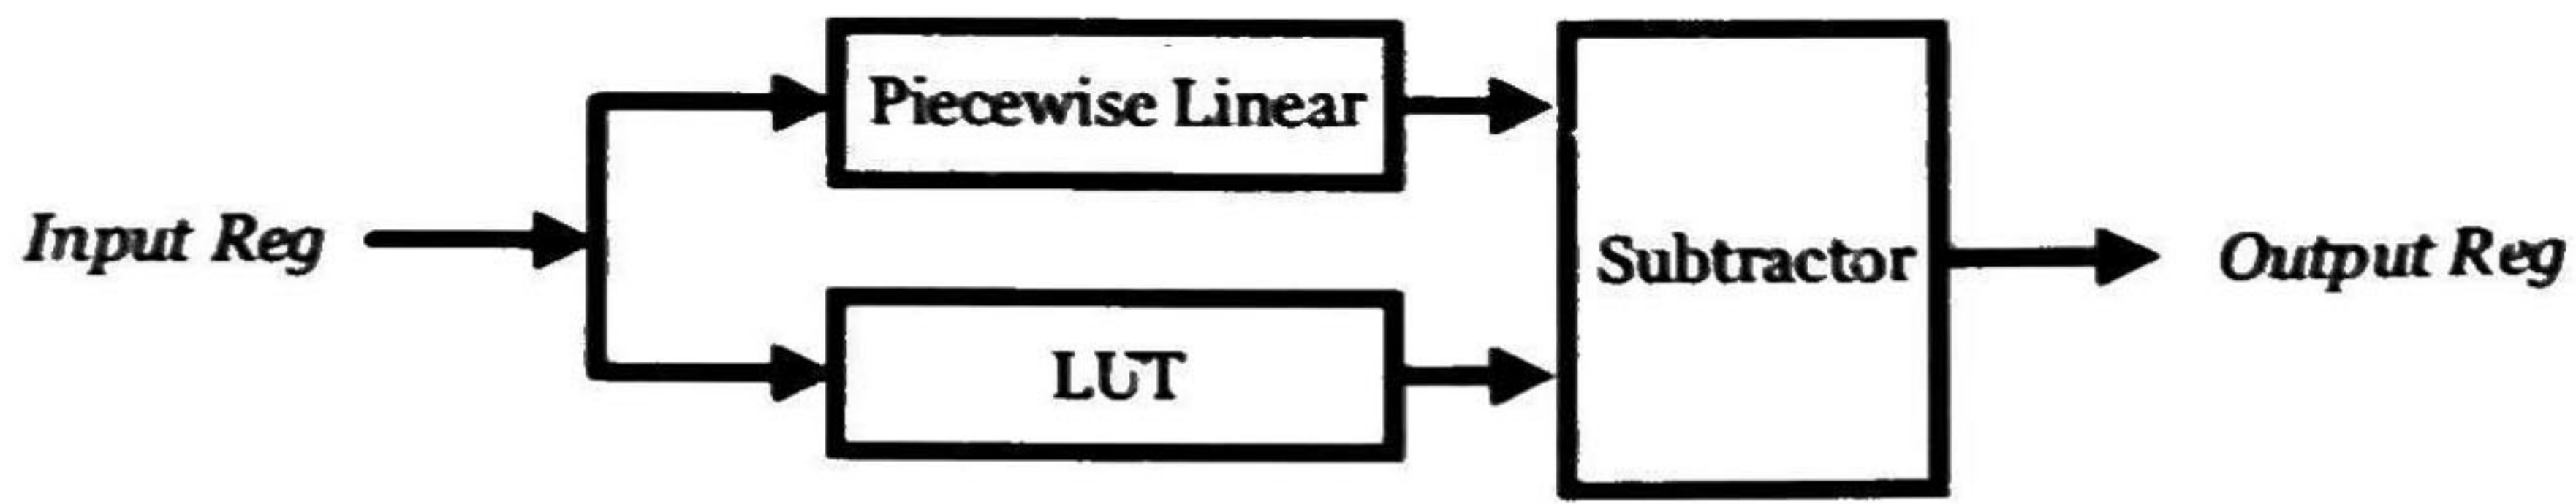 Piecewise Linear
Input Reg
Subtractor
Output Reg
LUT